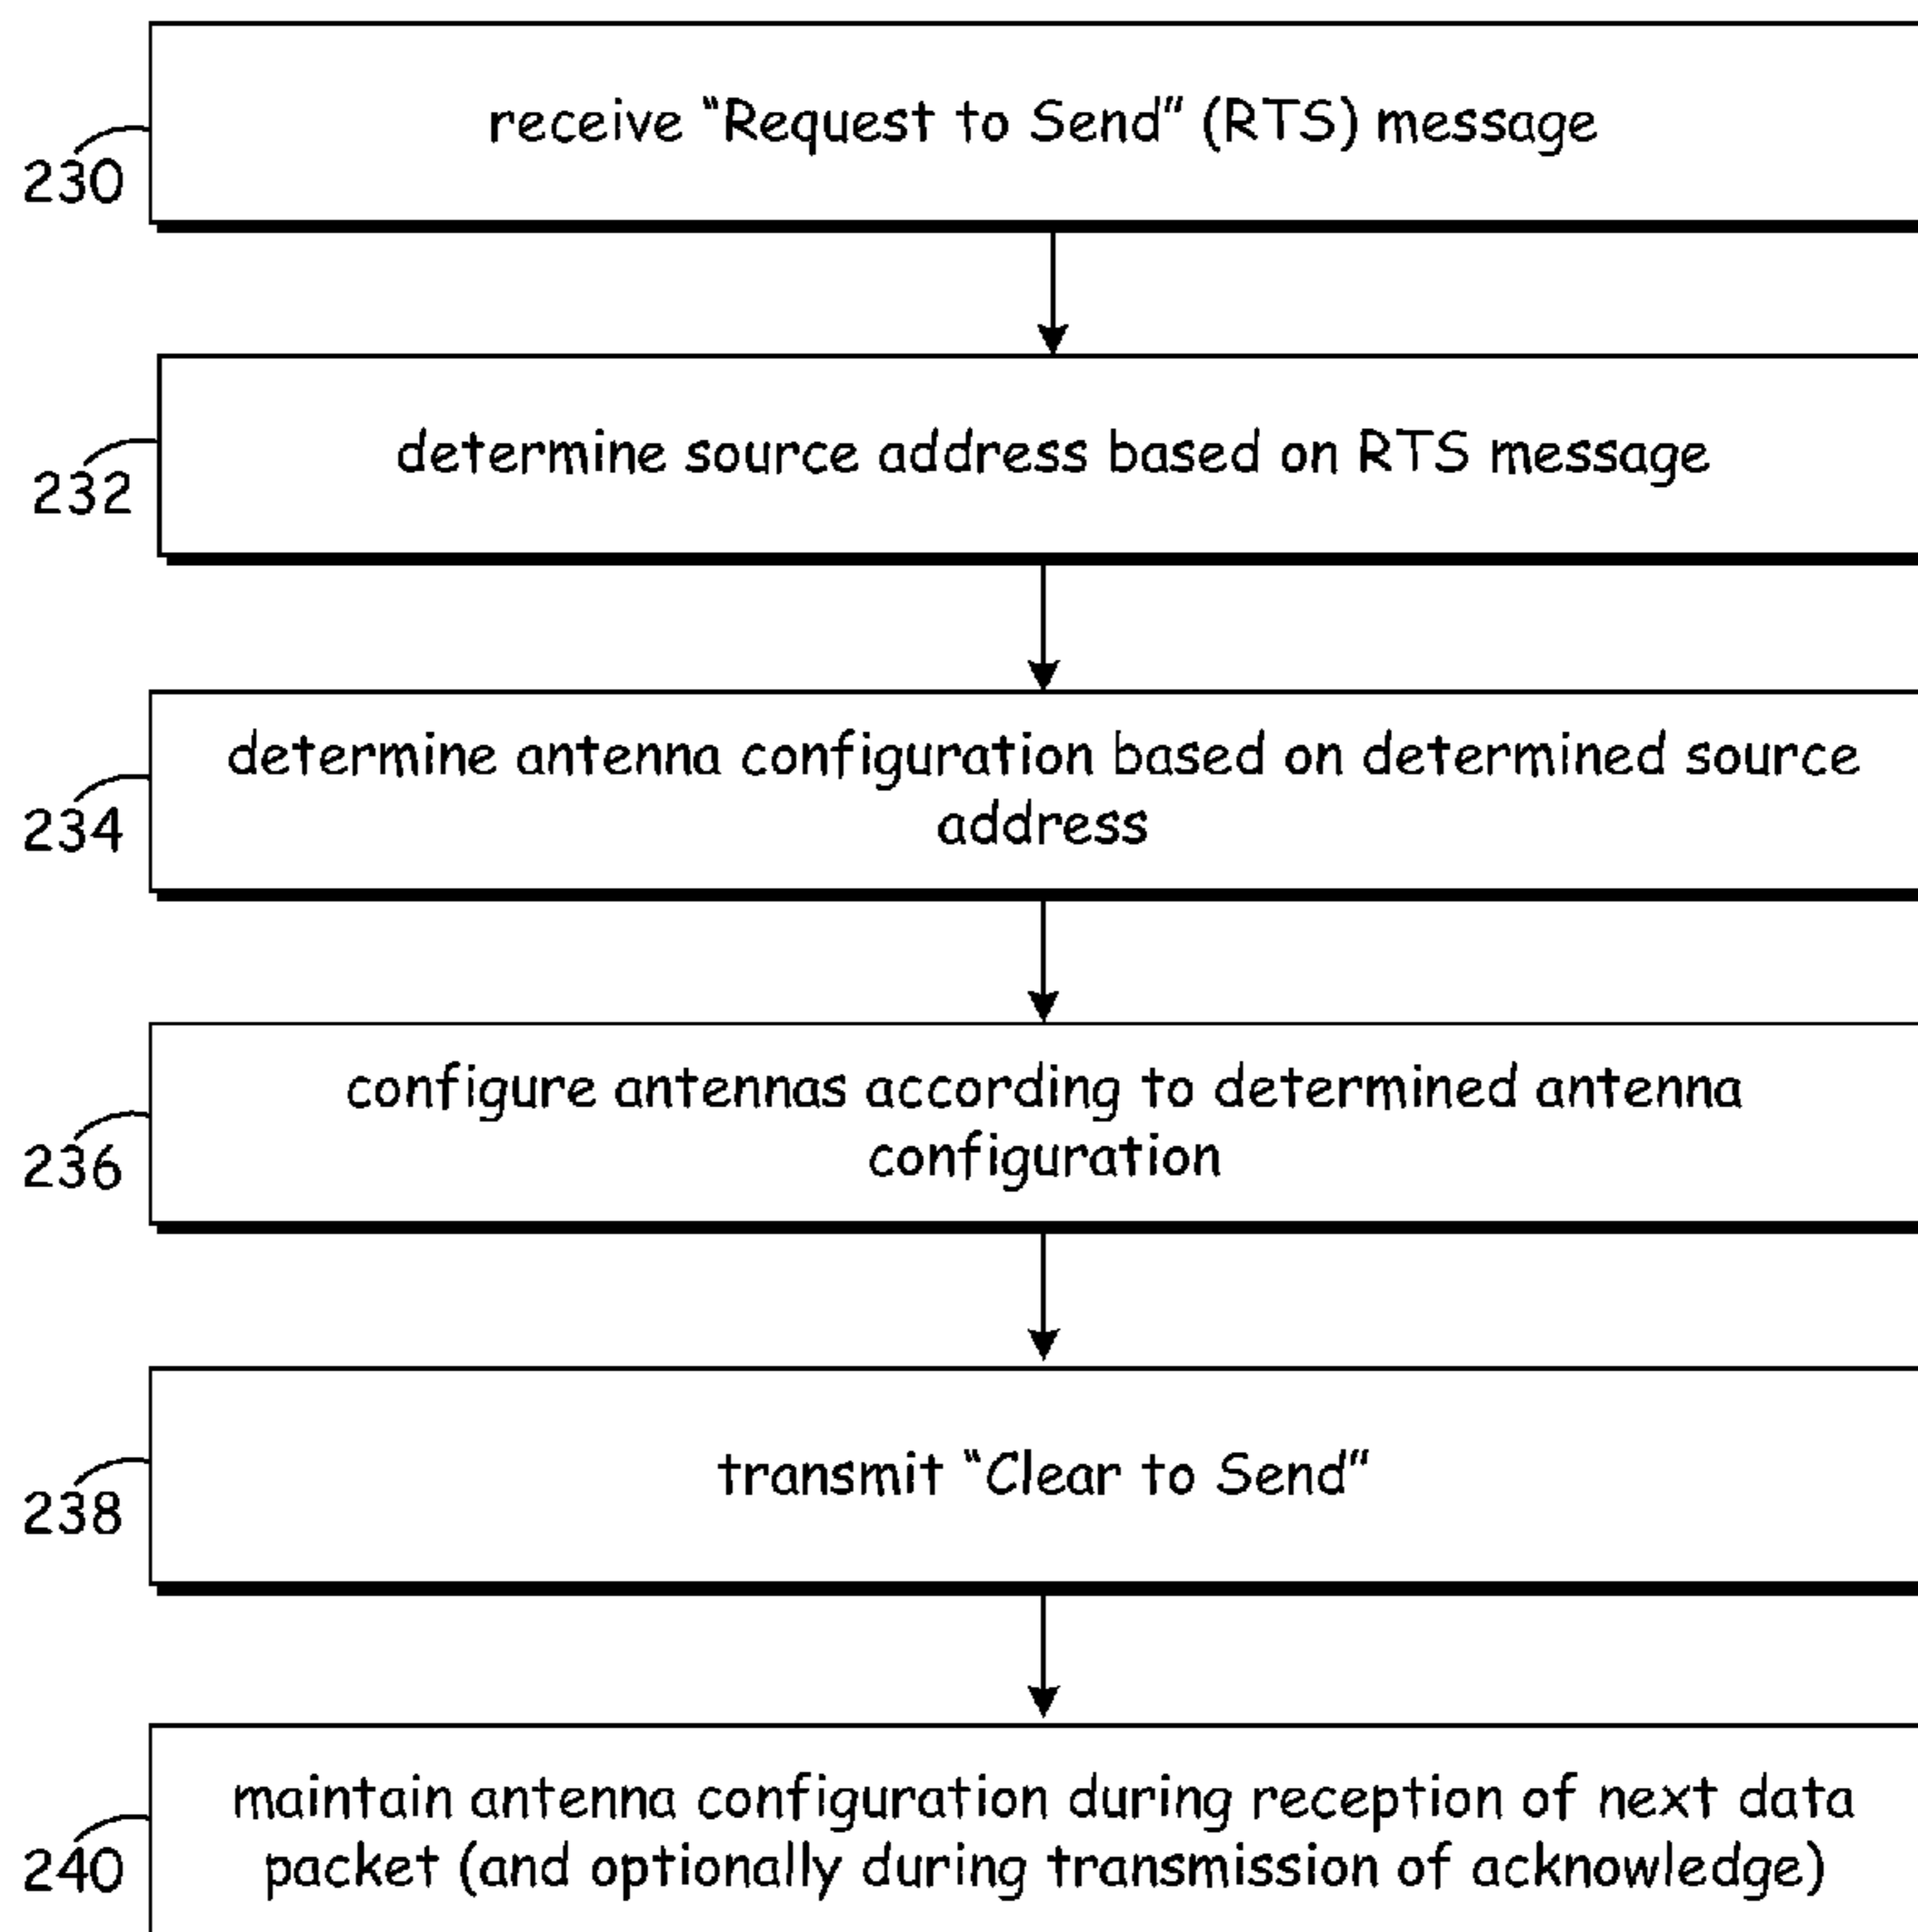 receive “Request to Send” (RTS) message
230
determine source address based on RTS message
232
determine antenna configuration based on determined source
address
234
configure antennas according to determined antenna
configuration
236
transmit “Clear to Send”
238
maintain antenna configuration during reception of next data
packet (and optionally during transmission of acknowledge)
240